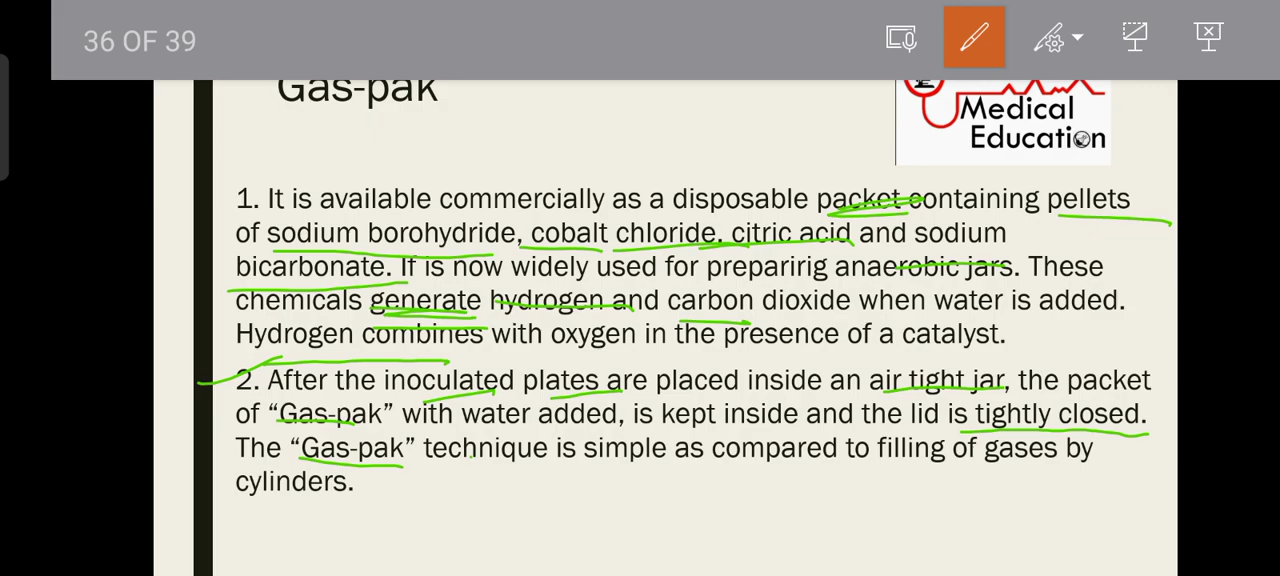 36 OF 39
Gas-pak
Medical
Education
1. It is available commercially as a disposable packet containing pellets
of sodium borohydride, cobalt chloride, citric acid and sodium
bicarbonate. If is now widely used for preparirig anaerobic jars. These
chemicals generate hydrogen and carbon dioxide when water is added.
Hydrogen combines with oxygen in the presence of a catalyst.
2. After the inoculated plates are placed inside an air tight jar, the packet
of “Gas-pak” with water added, is kept inside and the lid is tightly closed.
The “Gas-pak” technique is simple as compared to filling of gases by
cylinders.